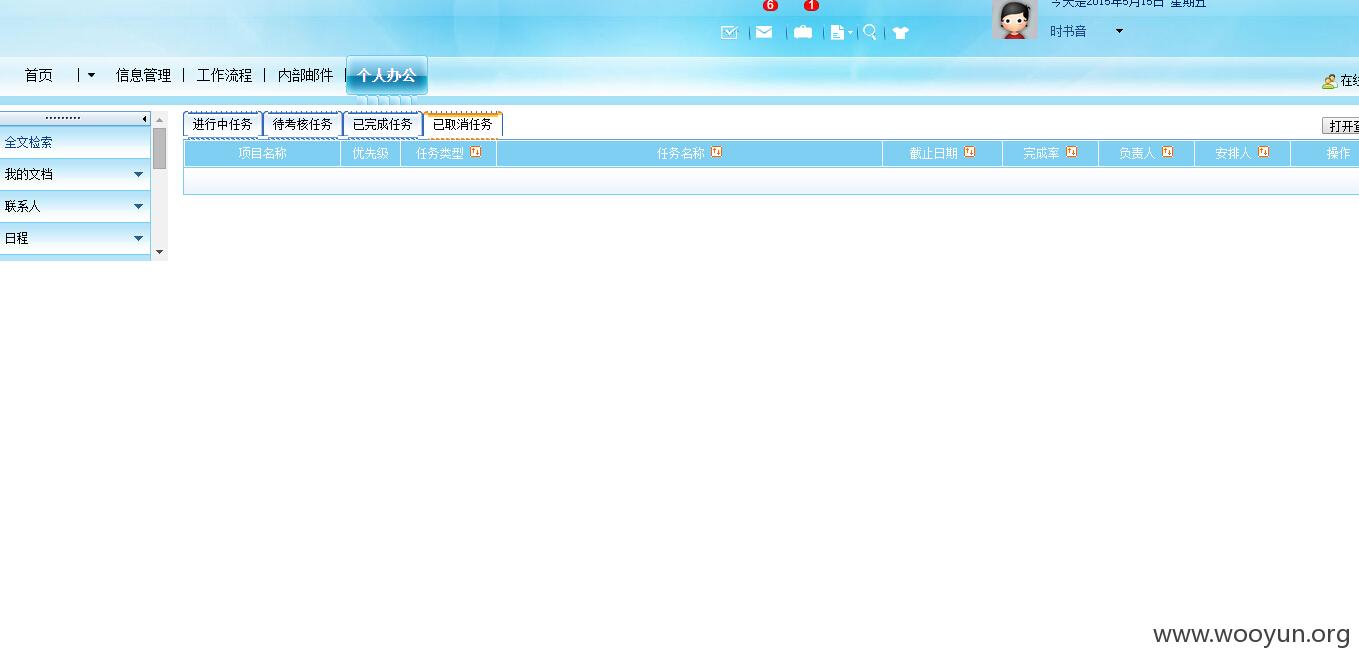 6 1
今天是2015年5月15日 星期五
时书音
首页 信息管理 工作流程 内部邮件 个人办公
在线
全文检索
我的文档
联系人
日程
进行中任务 待考核任务 已完成任务 已取消任务
打开查
项目名称 优先级 任务类型 任务名称 截止日期 完成率 负责人 安排人 操作
www.wooyun.org